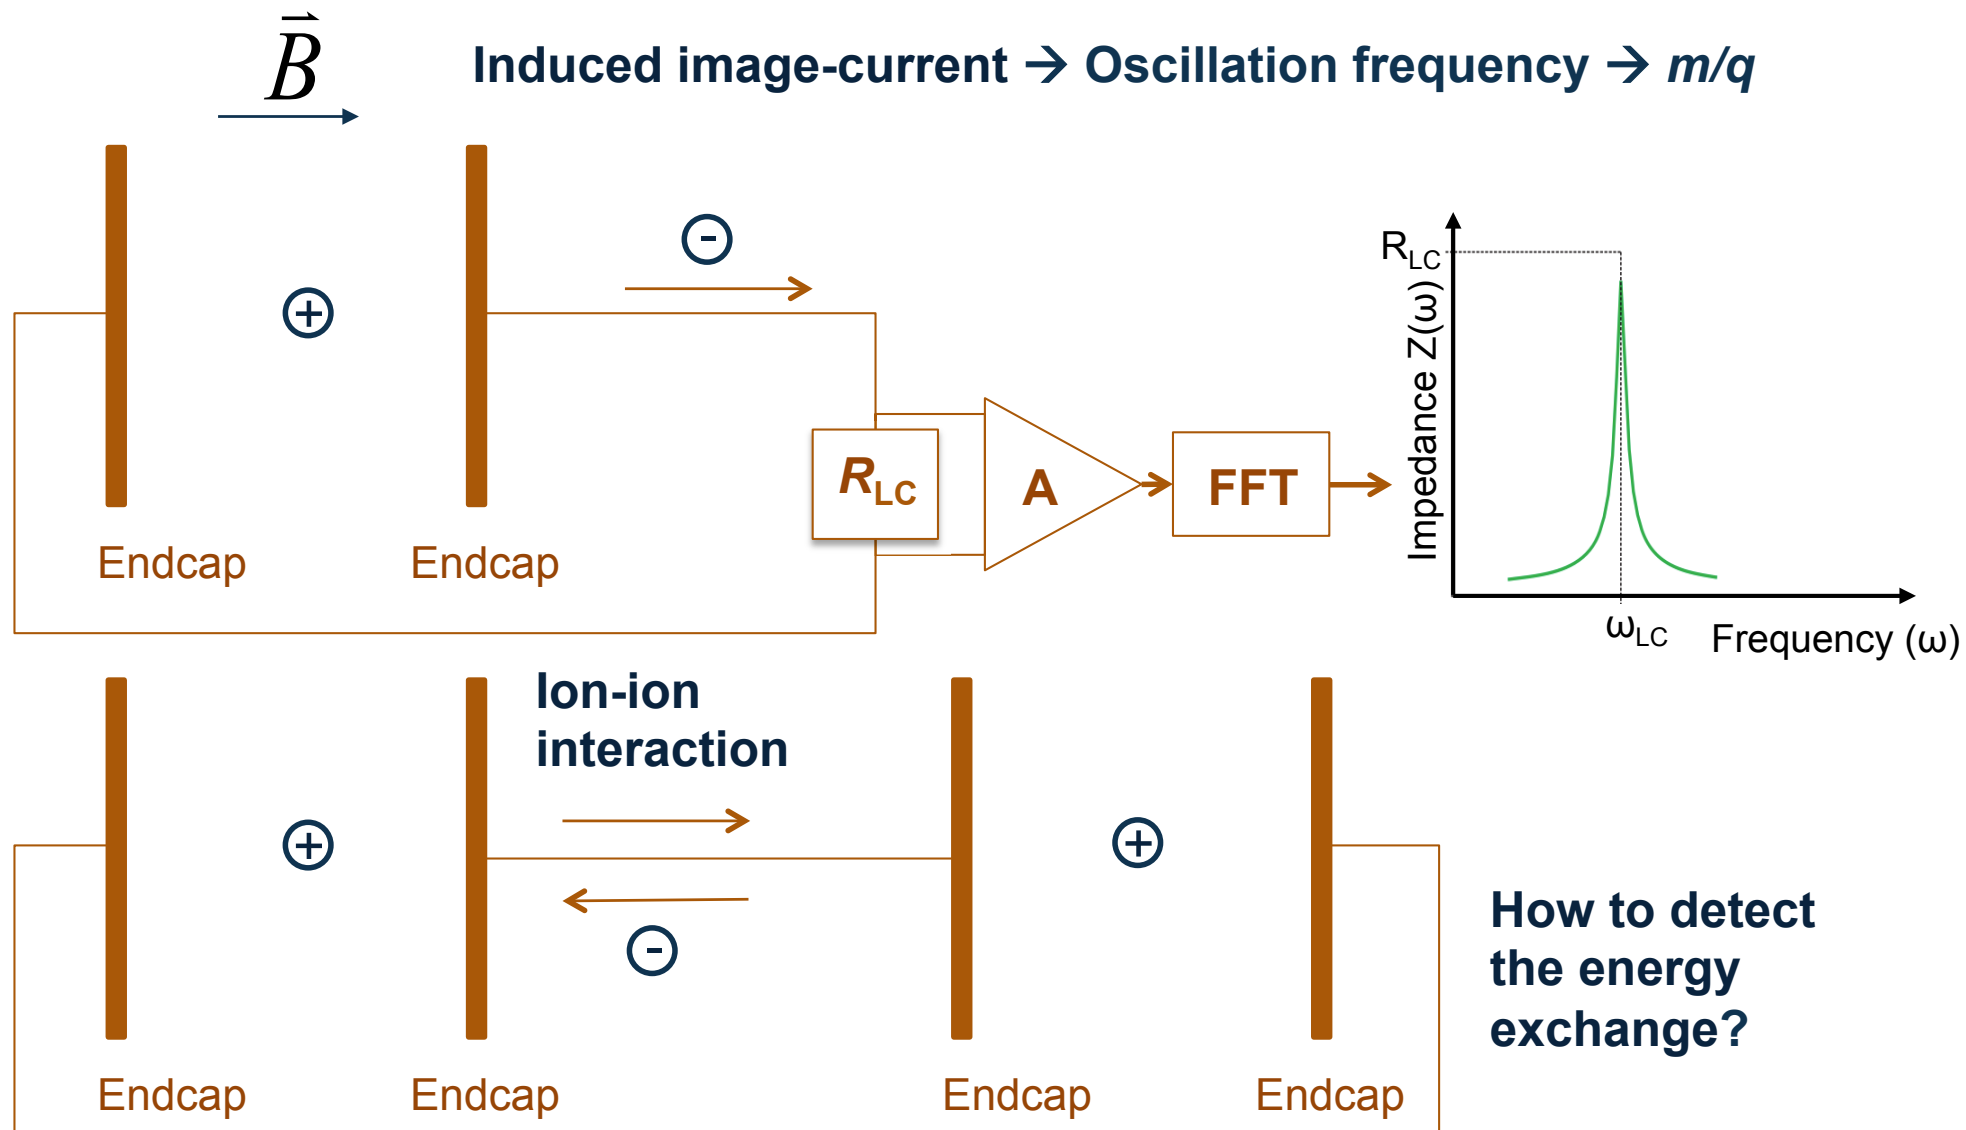 B
Induced image-current → Oscillation frequency → m/q
-
+
R_LC
A
FFT
Endcap
Endcap
R_LC
Impedance Z(ω)
ω_LC
Frequency (ω)
Ion-ion
interaction
+
+
-
How to detect
the energy
exchange?
Endcap
Endcap
Endcap
Endcap